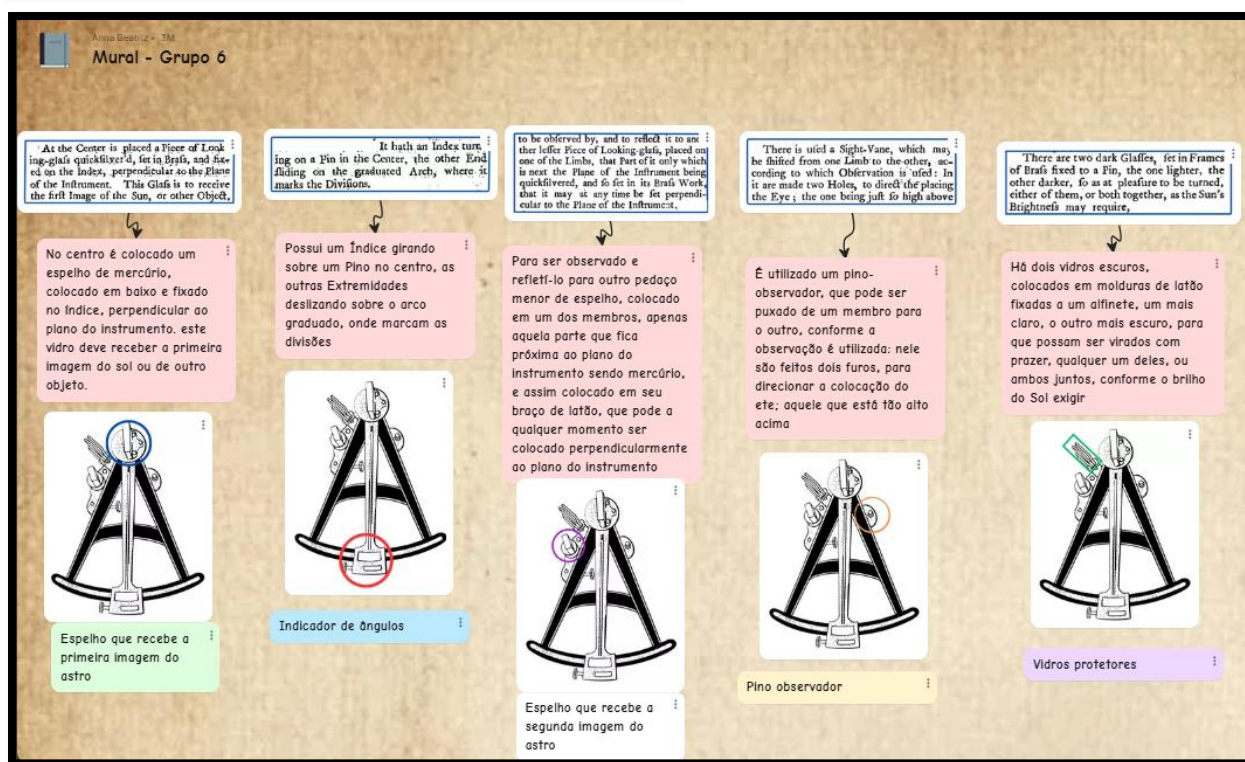 Anna Beatriz • 3M
Mural - Grupo 6
At the Center is placed a Piece of Look
ing-glaſs quickſilver'd, ſet in Braſs, and fix-
ed on the Index, perpendicular to the Plane
of the Inſtrument. This Glaſs is to receive
the firſt Image of the Sun, or other Object,
No centro é colocado um
espelho de mercúrio,
colocado em baixo e fixado
no índice, perpendicular ao
plano do instrumento. este
vidro deve receber a primeira
imagem do sol ou de outro
objeto.
Espelho que recebe a
primeira imagem do
astro
It hath an Index turn
ing on a Pin in the Center, the other End
ſliding on the graduated Arch, where it
marks the Diviſions.
Possui um Índice girando
sobre um Pino no centro, as
outras Extremidades
deslizando sobre o arco
graduado, onde marcam as
divisões
Indicador de ângulos
to be obſerved by, and to reflect it to ano
ther leſſer Piece of Looking-glaſs, placed on
one of the Limbs, that Part of it only which
is next the Plane of the Inſtrument being
quickſilvered, and ſo ſet in its Braſs Work,
that it may at any time be ſet perpendi-
cular to the Plane of the Inſtrument,
Para ser observado e
refletí-lo para outro pedaço
menor de espelho, colocado
em um dos membros, apenas
aquela parte que fica
próxima ao plano do
instrumento sendo mercúrio,
e assim colocado em seu
braço de latão, que pode a
qualquer momento ser
colocado perpendicularmente
ao plano do instrumento
Espelho que recebe a
segunda imagem do
astro
There is uſed a Sight-Vane, which may
be ſhifted from one Limb to the other, ac-
cording to which Obſervation is uſed: In
it are made two Holes, to direct the placing
the Eye; the one being juſt ſo high above
É utilizado um pino-
observador, que pode ser
puxado de um membro para
o outro, conforme a
observação é utilizada: nele
são feitos dois furos, para
direcionar a colocação do
ete; aquele que está tão alto
acima
Pino observador
There are two dark Glaſſes, ſet in Frames
of Braſs fixed to a Pin, the one lighter, the
other darker, ſo as at pleaſure to be turned,
either of them, or both together, as the Sun's
Brightneſs may require,
Há dois vidros escuros,
colocados em molduras de latão
fixadas a um alfinete, um mais
claro, o outro mais escuro, para
que possam ser virados com
prazer, qualquer um deles, ou
ambos juntos, conforme o brilho
do Sol exigir
Vidros protetores